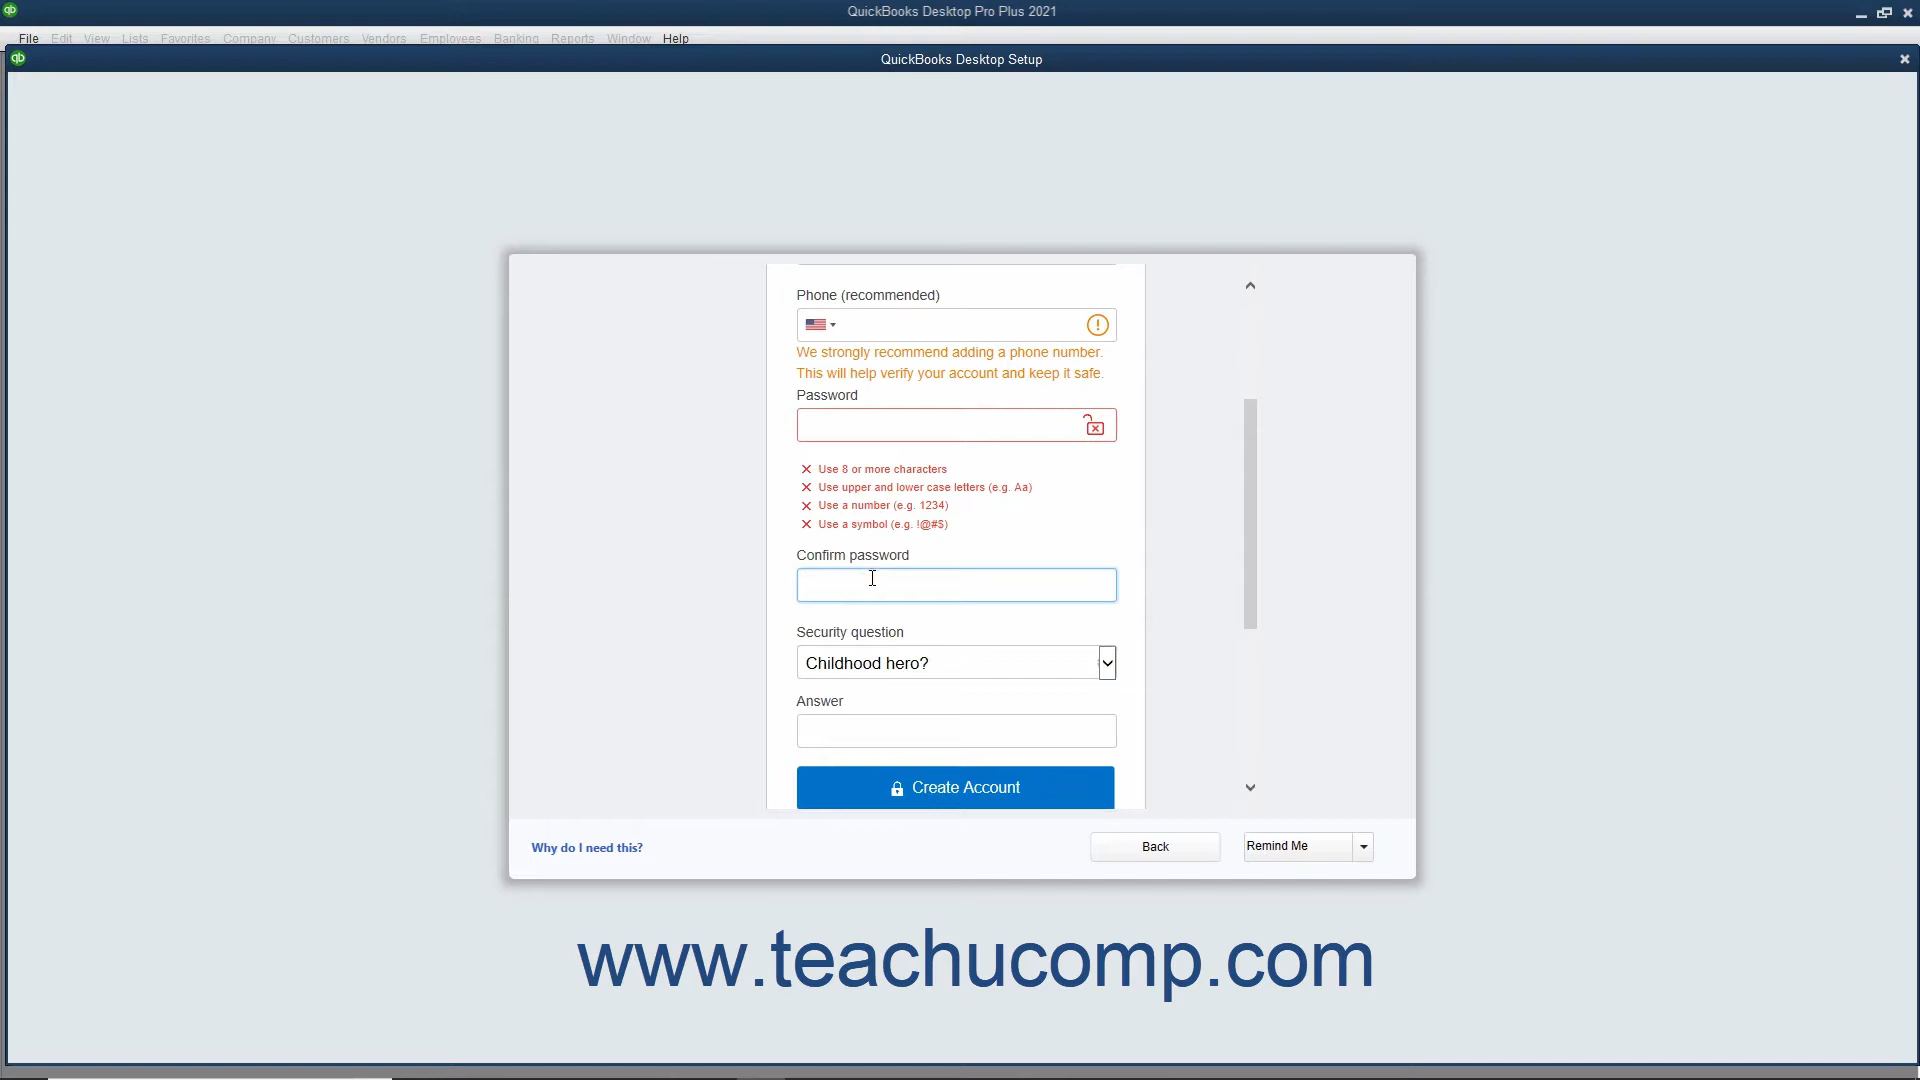 qb QuickBooks Desktop Pro Plus 2021
File Edit View Lists Favorites Company Customers Vendors Employees Banking Reports Window Help
qb QuickBooks Desktop Setup
Phone (recommended)
We strongly recommend adding a phone number.
This will help verify your account and keep it safe.
Password
Use 8 or more characters
Use upper and lower case letters (e.g. Aa)
Use a number (e.g. 1234)
Use a symbol (e.g. !@#$)
Confirm password
Security question
Childhood hero?
Answer
Create Account
Why do I need this?
Back
Remind Me
www.teachucomp.com